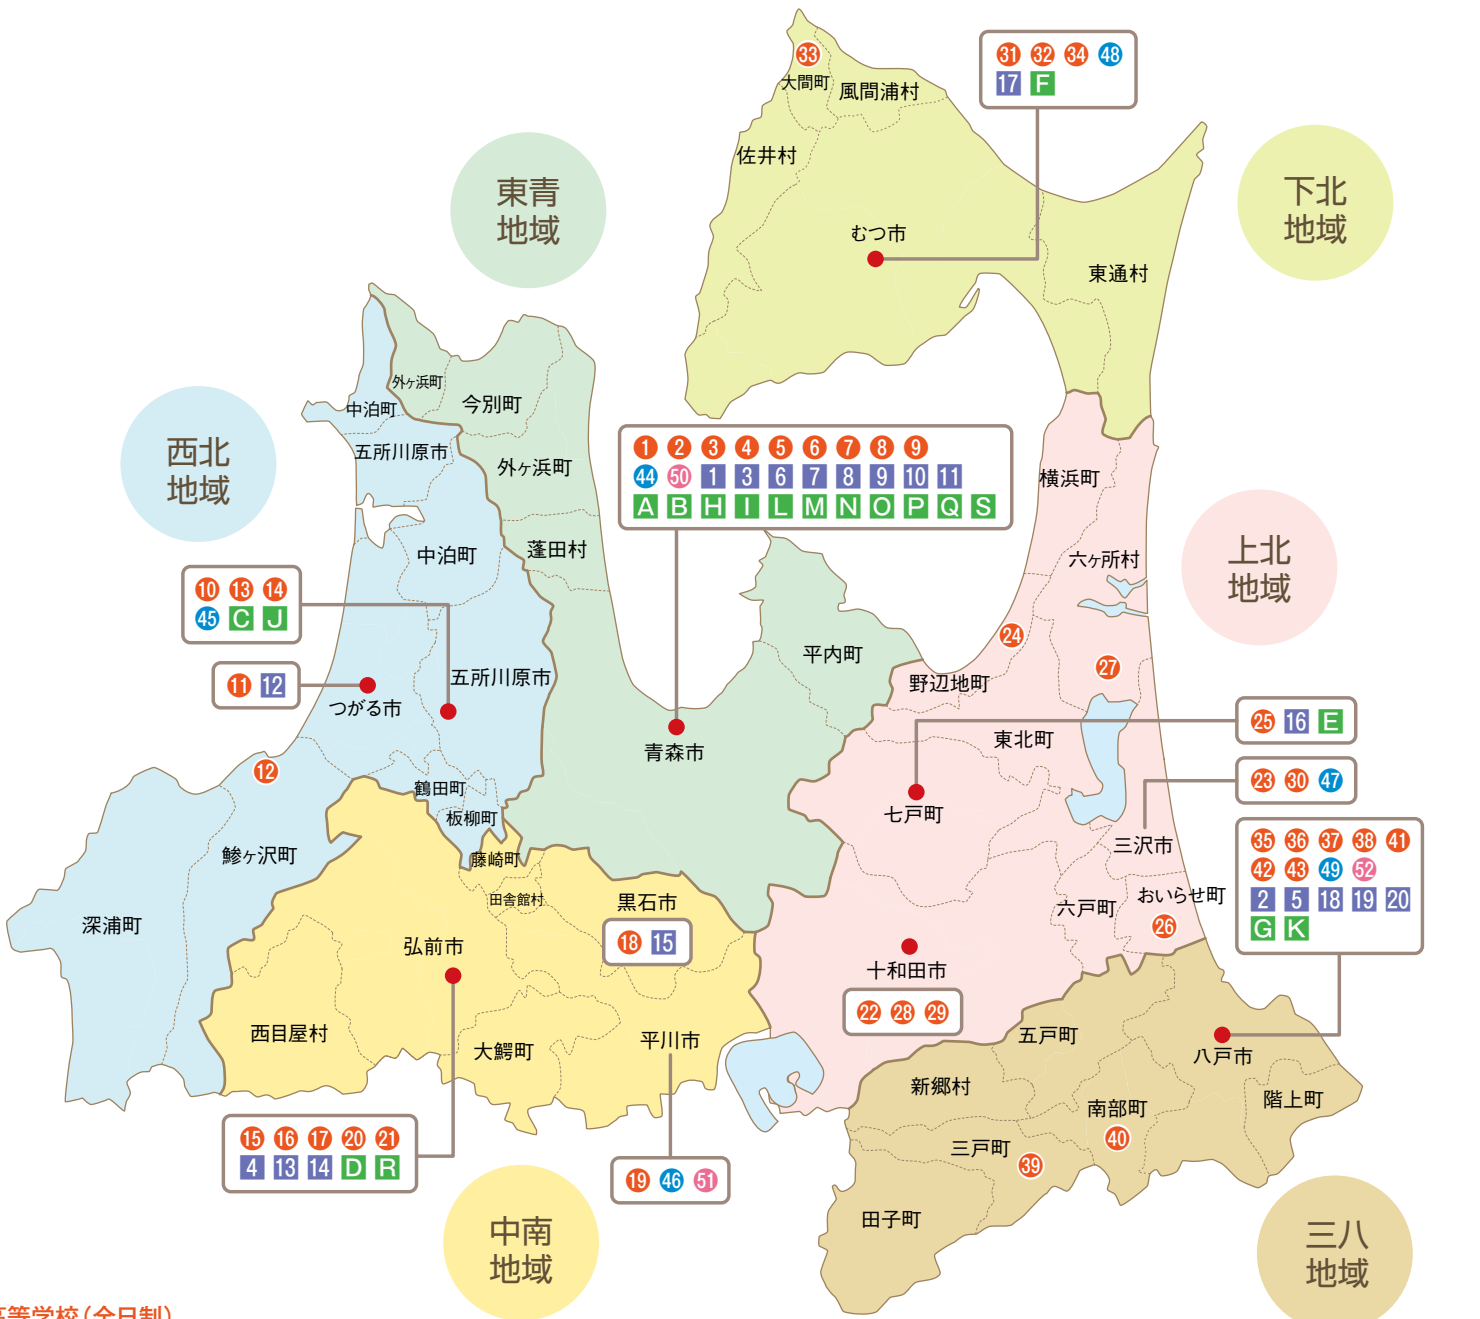 33
大間町
風間浦村
31 32 34 48
17 F
佐井村
東青
地域
下北
地域
むつ市
東通村
外ヶ浜町
今別町
中泊町
五所川原市
外ヶ浜町
西北
地域
1 2 3 4 5 6 7 8 9
44 50 1 3 6 7 8 9 10 11
A B H I L M N O P Q S
横浜町
中泊町
蓬田村
六ヶ所村
上北
地域
10 13 14
45 C J
24
平内町
27
野辺地町
11 12
つがる市
五所川原市
青森市
東北町
25 16 E
12
23 30 47
鶴田町
板柳町
七戸町
三沢市
35 36 37 38 41
42 43 49 52
2 5 18 19 20
G K
鰺ヶ沢町
藤崎町
田舎館村
黒石市
18 15
深浦町
弘前市
六戸町
おいらせ町
26
十和田市
22 28 29
西目屋村
大鰐町
平川市
五戸町
八戸市
新郷村
南部町
40
階上町
三戸町
39
15 16 17 20 21
4 13 14 D R
19 46 51
田子町
中南
地域
三八
地域
高等学校(全日制)